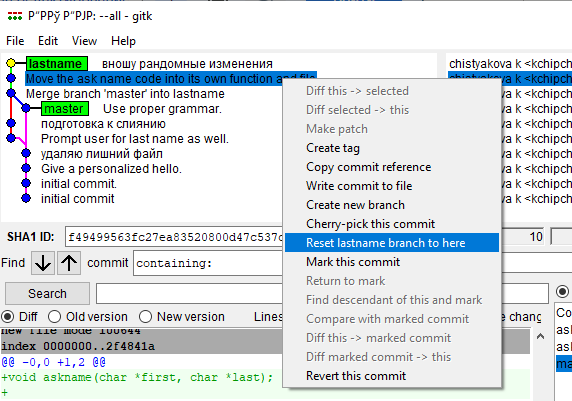 Р“РРў Р“РЈР: --all - gitk
File Edit View Help
lastname вношу рандомные изменения
Move the ask name code into its own function and file
Merge branch 'master' into lastname
master Use proper grammar.
подготовка к слиянию
Prompt user for last name as well.
удаляю лишний файл
Give a personalized hello.
initial commit.
initial commit
chistyakova k <kchipch
chistyakova k <kchipch
chistyakova k <kchipch
Diff this -> selected
Diff selected -> this
Make patch
Create tag
Copy commit reference
Write commit to file
Create new branch
Cherry-pick this commit
Reset lastname branch to here
Mark this commit
Return to mark
Find descendant of this and mark
Compare with marked commit
Diff this -> marked commit
Diff marked commit -> this
Revert this commit
SHA1 ID: f49499563fc27ea83520800d47c537c
10
Find commit containing:
Search
Diff Old version New version Lines
e chang
new file mode 100644
index 0000000..2f4841a
@@ -0,0 +1,2 @@
+void askname(char *first, char *last);
+
Co
as
as
ma